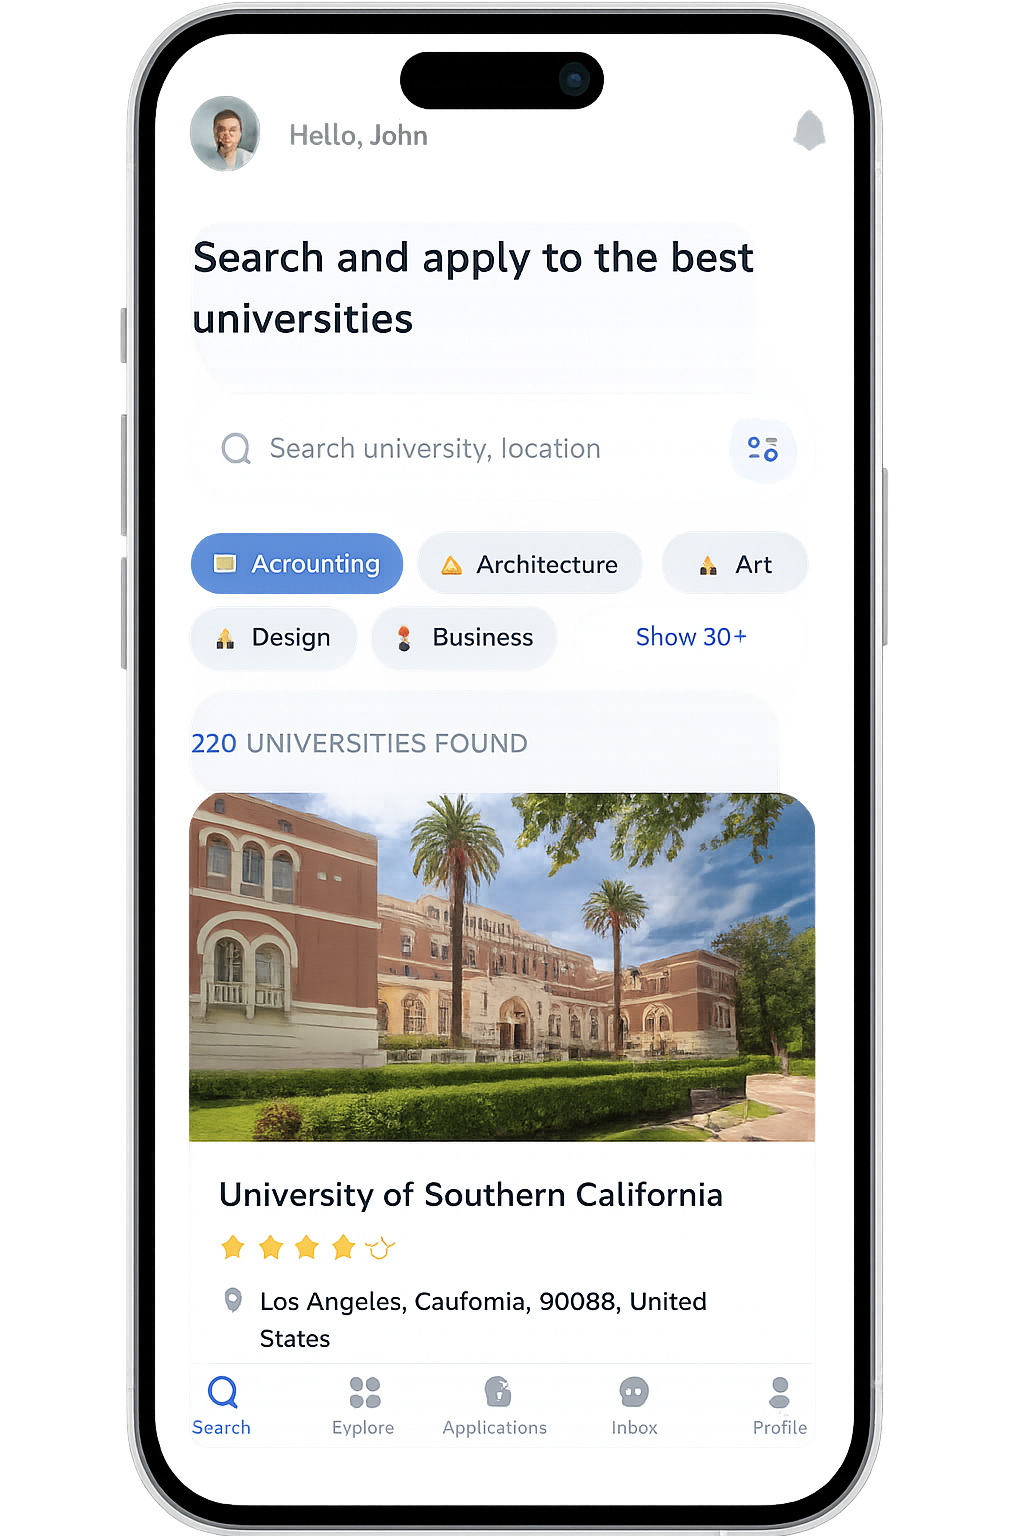 Hello, John
Search and apply to the best
universities
Search university, location
Acrounting
Architecture
Art
Design
Business
Show 30+
220 UNIVERSITIES FOUND
University of Southern California
Los Angeles, Caufomia, 90088, United
States
Search
Eyplore
Applications
Inbox
Profile